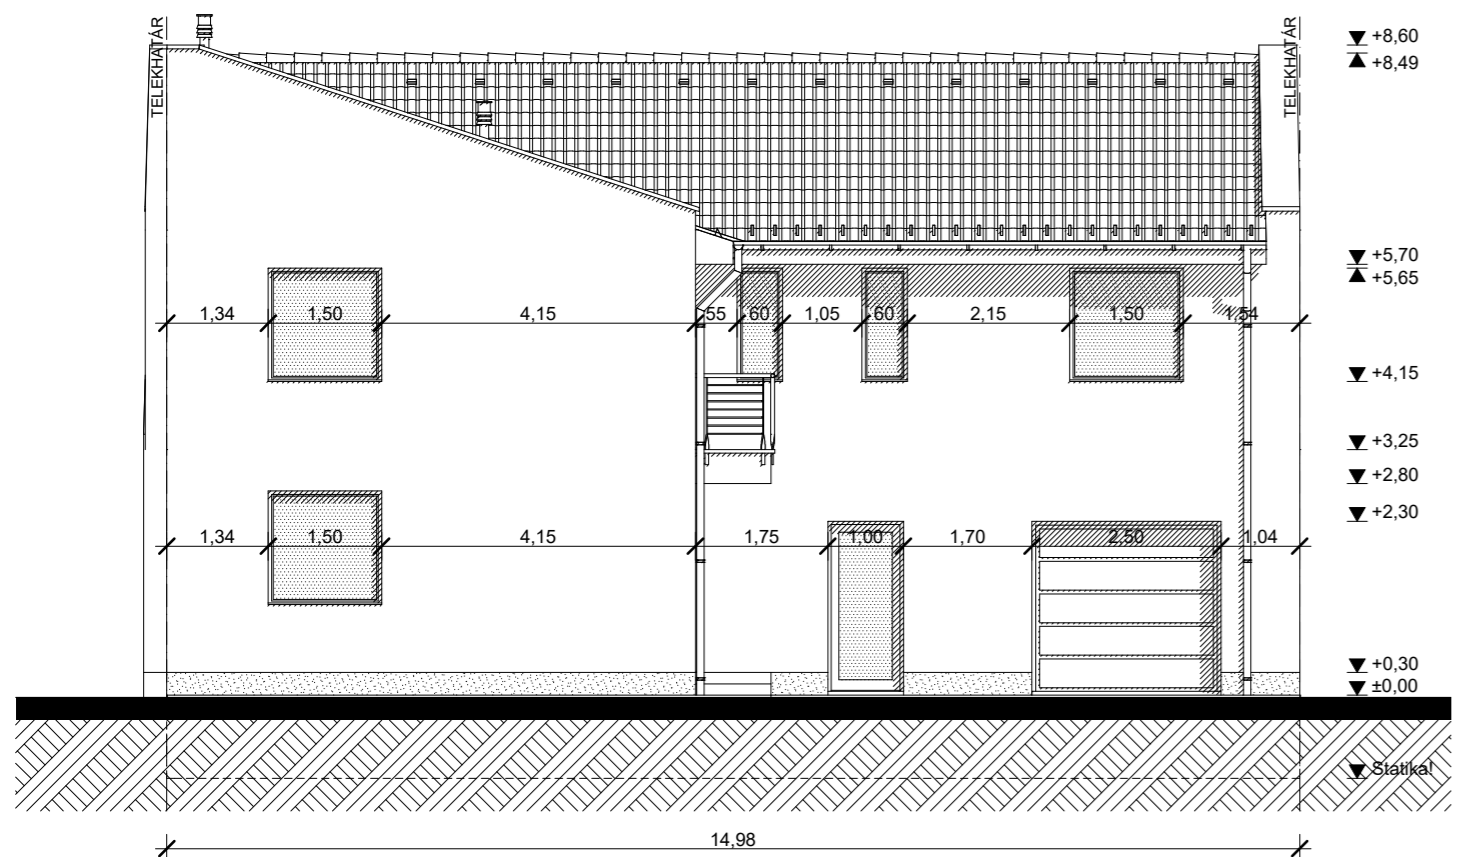 TELEKHATÁR
TELEKHATÁR
+8,60
+8,49
+5,70
+5,65
1,34 1,50 4,15 55 60 1,05 60 2,15 1,50 1,54
+4,15
+3,25
+2,80
+2,30
1,34 1,50 4,15 1,75 1,00 1,70 2,50 1,04
+0,30
±0,00
Statika!
14,98